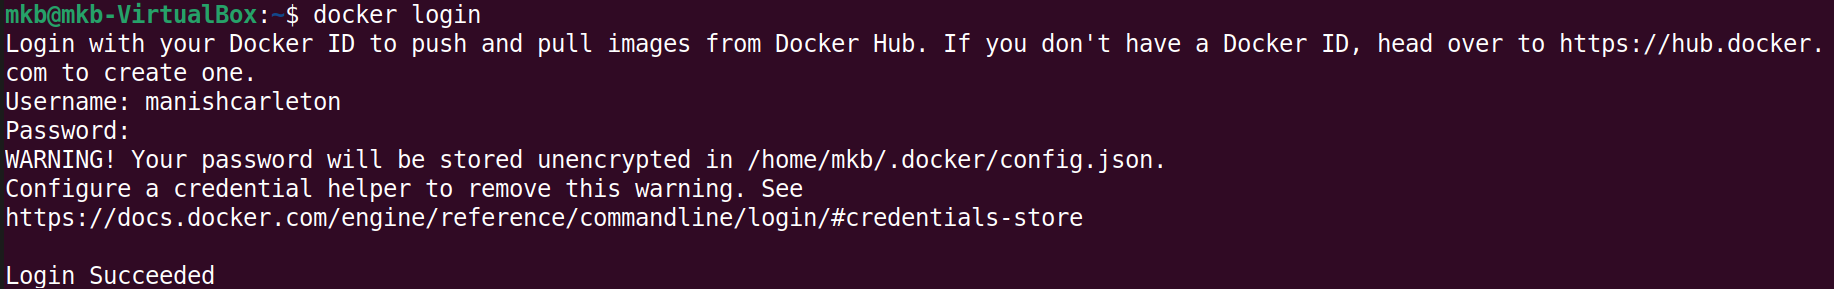 mkb@mkb-VirtualBox:~$ docker login
Login with your Docker ID to push and pull images from Docker Hub. If you don't have a Docker ID, head over to https://hub.docker.
com to create one.
Username: manishcarleton
Password:
WARNING! Your password will be stored unencrypted in /home/mkb/.docker/config.json.
Configure a credential helper to remove this warning. See
https://docs.docker.com/engine/reference/commandline/login/#credentials-store
Login Succeeded